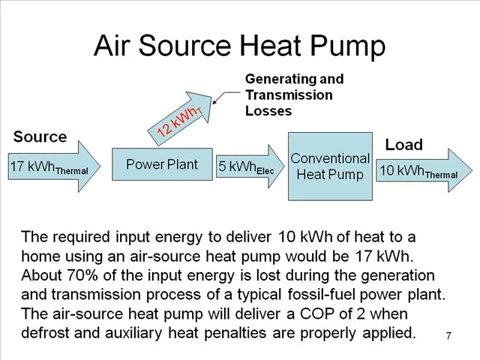 Air Source Heat Pump
Generating and
Transmission
Losses
12 kWhT
Source
Load
17 kWhThermal
Power Plant
5 kWhElec
Conventional
Heat Pump
10 kWhThermal
The required input energy to deliver 10 kWh of heat to a
home using an air-source heat pump would be 17 kWh.
About 70% of the input energy is lost during the generation
and transmission process of a typical fossil-fuel power plant.
The air-source heat pump will deliver a COP of 2 when
defrost and auxiliary heat penalties are properly applied.
7